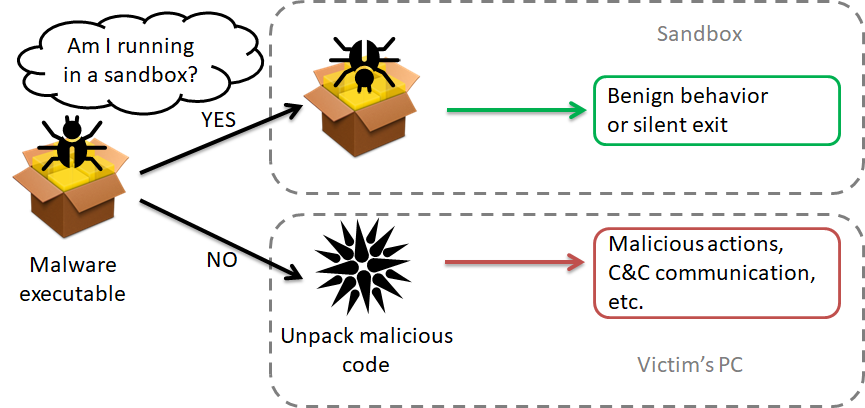 Am I running
in a sandbox?
Malware
executable
YES
NO
Sandbox
Benign behavior
or silent exit
Unpack malicious
code
Malicious actions,
C&C communication,
etc.
Victim's PC